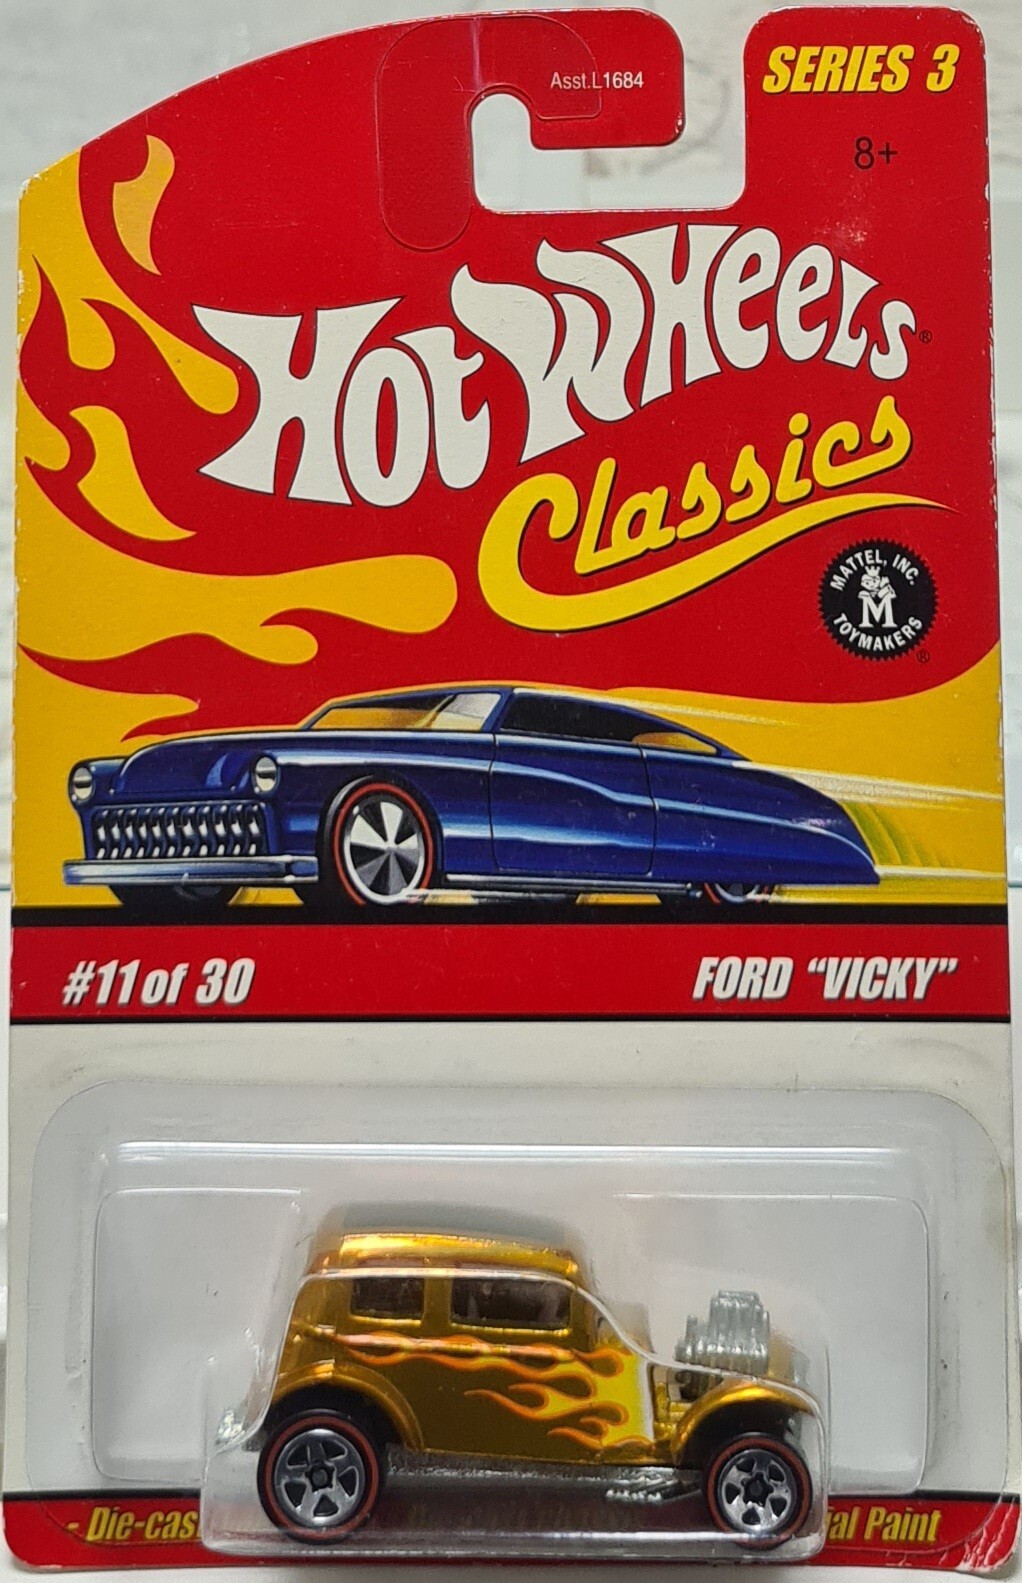 Asst.L1684
SERIES 3
8+
HOT WHEELS®
Classics
MATTEL, INC.
M
TOYMAKERS
®
#11 of 30
FORD “VICKY”
- Die-cas
al Paint